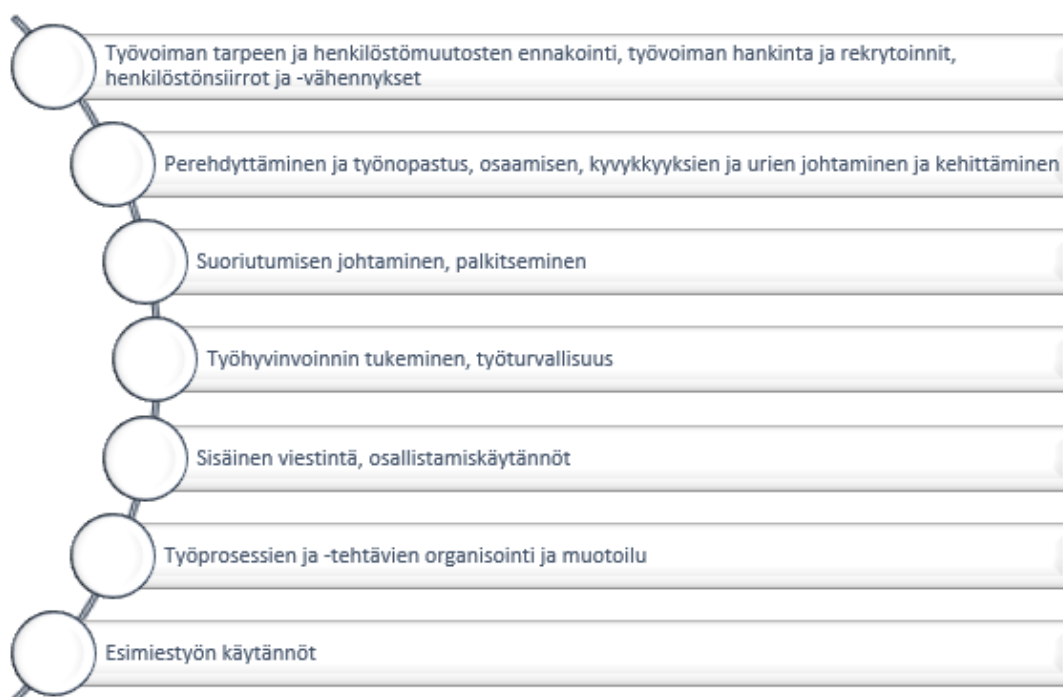 Työvoiman tarpeen ja henkilöstömuutosten ennakointi, työvoiman hankinta ja rekrytoinnit,
henkilöstönsiirrot ja -vähennykset
Perehdyttäminen ja työnopastus, osaamisen, kyvykkyyksien ja urien johtaminen ja kehittäminen
Suoriutumisen johtaminen, palkitseminen
Työhyvinvoinnin tukeminen, työturvallisuus
Sisäinen viestintä, osallistamiskäytännöt
Työprosessien ja -tehtävien organisointi ja muotoilu
Esimiestyön käytännöt